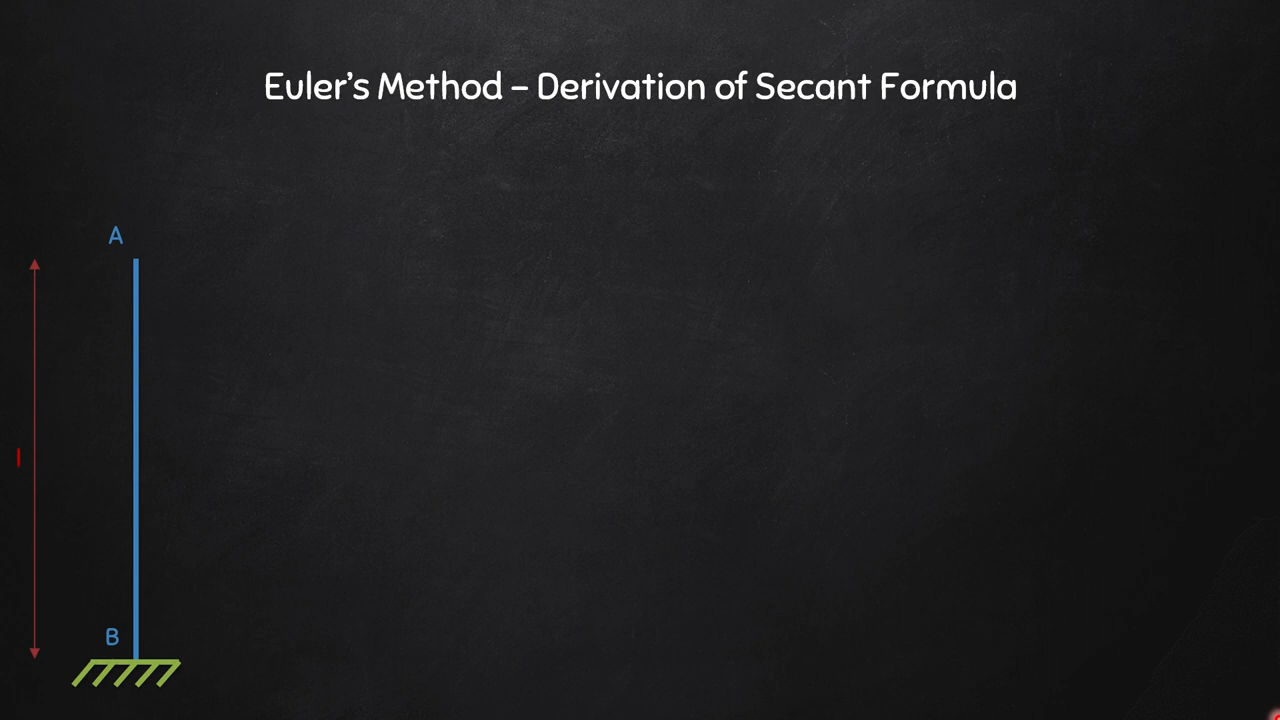 Euler’s Method – Derivation of Secant Formula
A
l
B